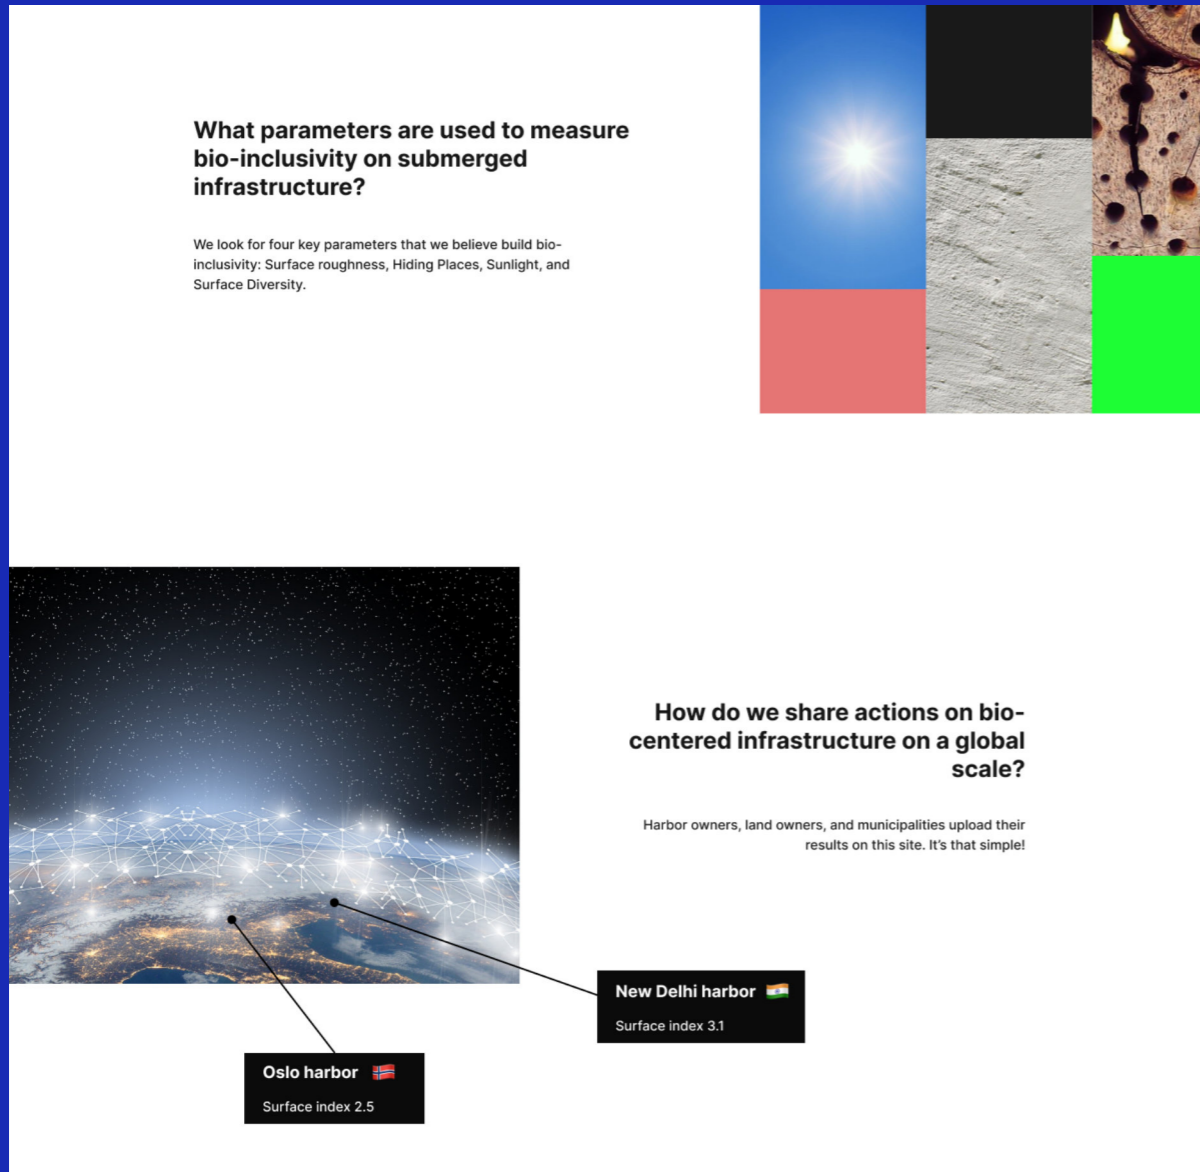 What parameters are used to measure
bio-inclusivity on submerged
infrastructure?
We look for four key parameters that we believe build bio-
inclusivity: Surface roughness, Hiding Places, Sunlight, and
Surface Diversity.
How do we share actions on bio-
centered infrastructure on a global
scale?
Harbor owners, land owners, and municipalities upload their
results on this site. It's that simple!
New Delhi harbor
Surface index 3.1
Oslo harbor
Surface index 2.5